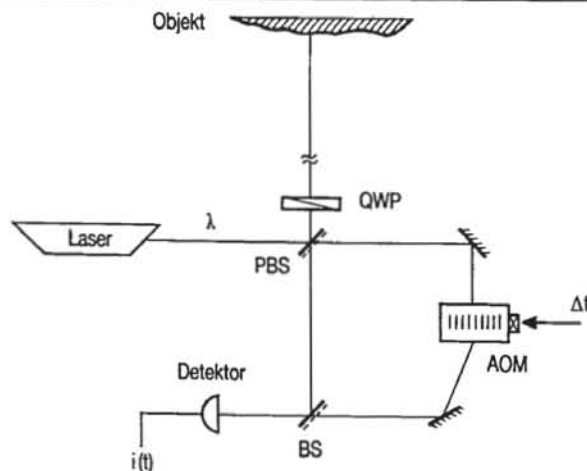 Objekt
QWP
Laser
λ
PBS
Δf
AOM
Detektor
BS
i(t)